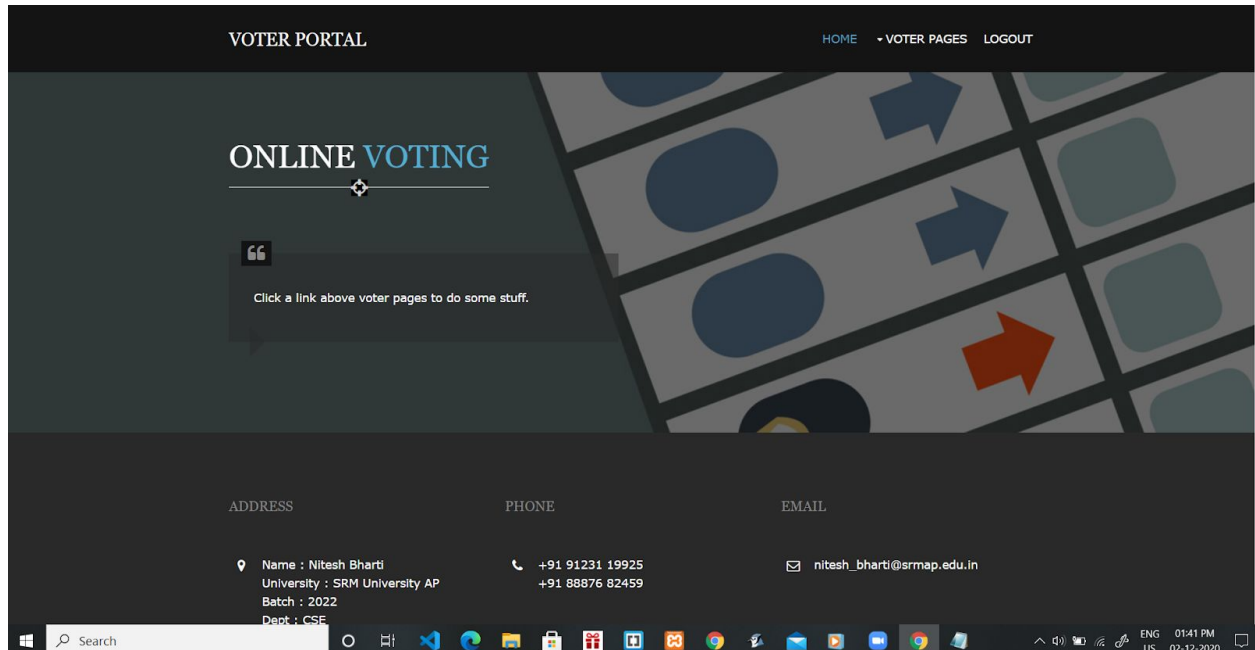 VOTER PORTAL
HOME VOTER PAGES LOGOUT
ONLINE VOTING
Click a link above voter pages to do some stuff.
ADDRESS
PHONE
EMAIL
Name : Nitesh Bharti
University : SRM University AP
Batch : 2022
Dept : CSE
+91 91231 19925
+91 88876 82459
nitesh_bharti@srmap.edu.in
Search
ENG
US
01:41 PM
02-12-2020